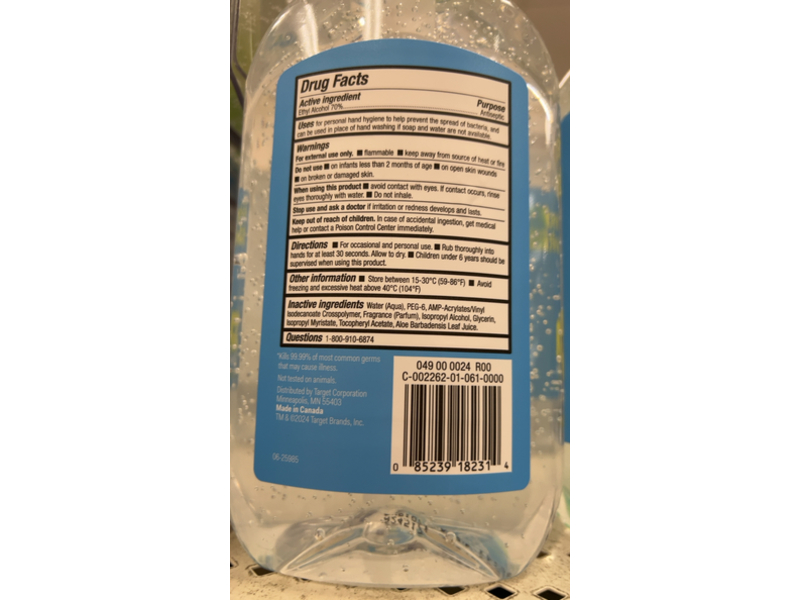 Drug Facts
Active ingredient Purpose
Ethyl Alcohol 70%.....Antiseptic
Uses for personal hand hygiene to help prevent the spread of bacteria, and
can be used in place of hand washing if soap and water are not available.
Warnings
For external use only. ■ flammable ■ keep away from source of heat or fire
Do not use ■ on infants less than 2 months of age ■ on open skin wounds
■ on broken or damaged skin.
When using this product ■ avoid contact with eyes. If contact occurs, rinse
eyes thoroughly with water. ■ Do not inhale.
Stop use and ask a doctor if irritation or redness develops and lasts.
Keep out of reach of children. In case of accidental ingestion, get medical
help or contact a Poison Control Center immediately.
Directions ■ For occasional and personal use. ■ Rub thoroughly into
hands for at least 30 seconds. Allow to dry. ■ Children under 6 years should be
supervised when using this product.
Other information ■ Store between 15-30°C (59-86°F) ■ Avoid
freezing and excessive heat above 40°C (104°F)
Inactive ingredients Water (Aqua), PEG-6, AMP-Acrylates/Vinyl
Isodecanoate Crosspolymer, Fragrance (Parfum), Isopropyl Alcohol, Glycerin,
Isopropyl Myristate, Tocopheryl Acetate, Aloe Barbadensis Leaf Juice.
Questions 1-800-910-6874
*Kills 99.99% of most common germs
that may cause illness.
Not tested on animals.
Distributed by Target Corporation
Minneapolis, MN 55403
Made in Canada
TM & ©2024 Target Brands, Inc.
06-25985
049 00 0024 R00
C-002262-01-061-0000
0 85239 18231 4